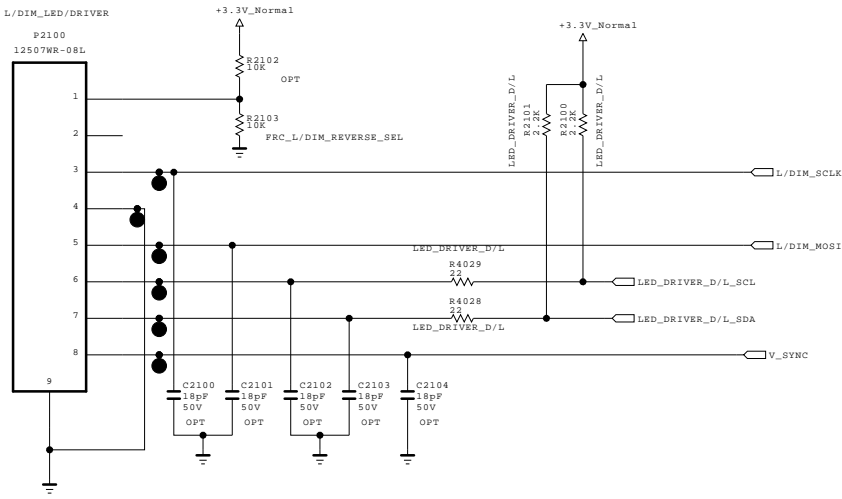 L/DIM_LED/DRIVER
P2100
12507WR-08L
1
2
3
4
5
6
7
8
9
+3.3V_Normal
R2102
10K
OPT
R2103
10K
FRC_L/DIM_REVERSE_SEL
+3.3V_Normal
LED_DRIVER_D/L
R2101
2.2K
R2100
2.2K
LED_DRIVER_D/L
L/DIM_SCLK
L/DIM_MOSI
LED_DRIVER_D/L
R4029
22
LED_DRIVER_D/L_SCL
R4028
22
LED_DRIVER_D/L
LED_DRIVER_D/L_SDA
V_SYNC
C2100
18pF
50V
OPT
C2101
18pF
50V
OPT
C2102
18pF
50V
OPT
C2103
18pF
50V
OPT
C2104
18pF
50V
OPT